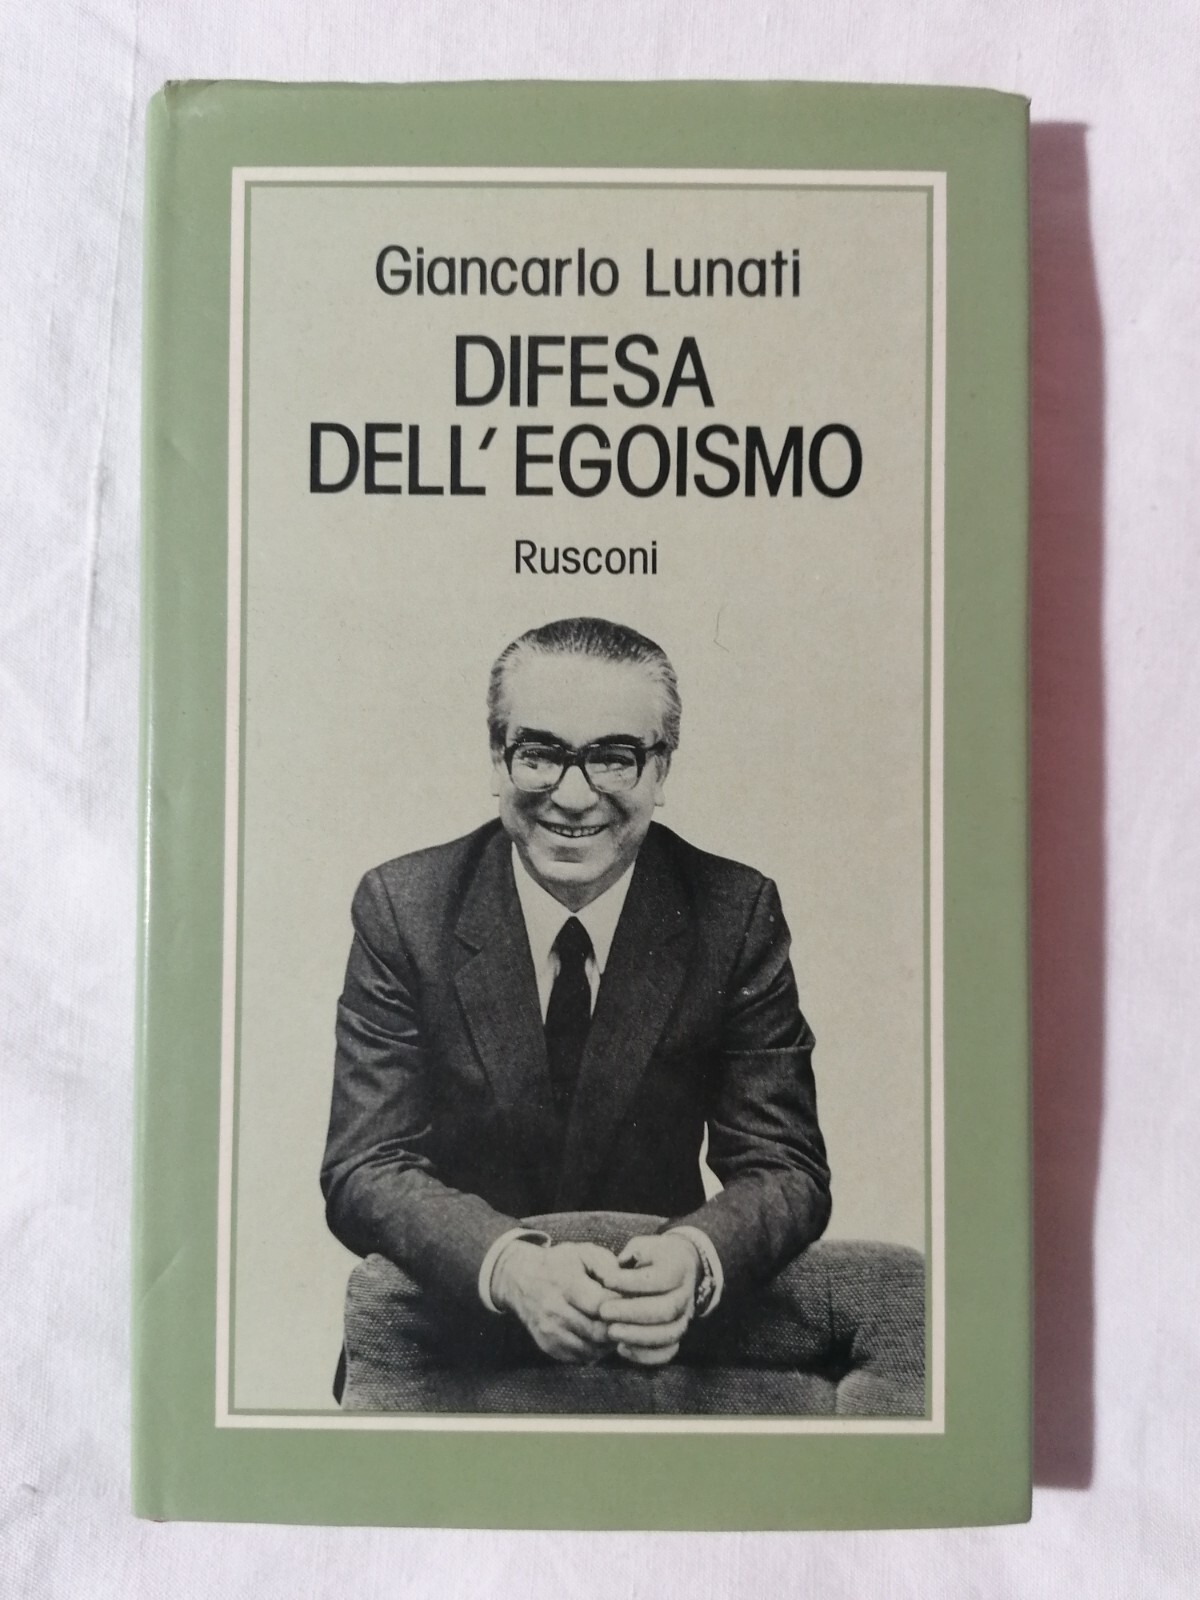 Giancarlo Lunati
DIFESA
DELL'EGOISMO
Rusconi